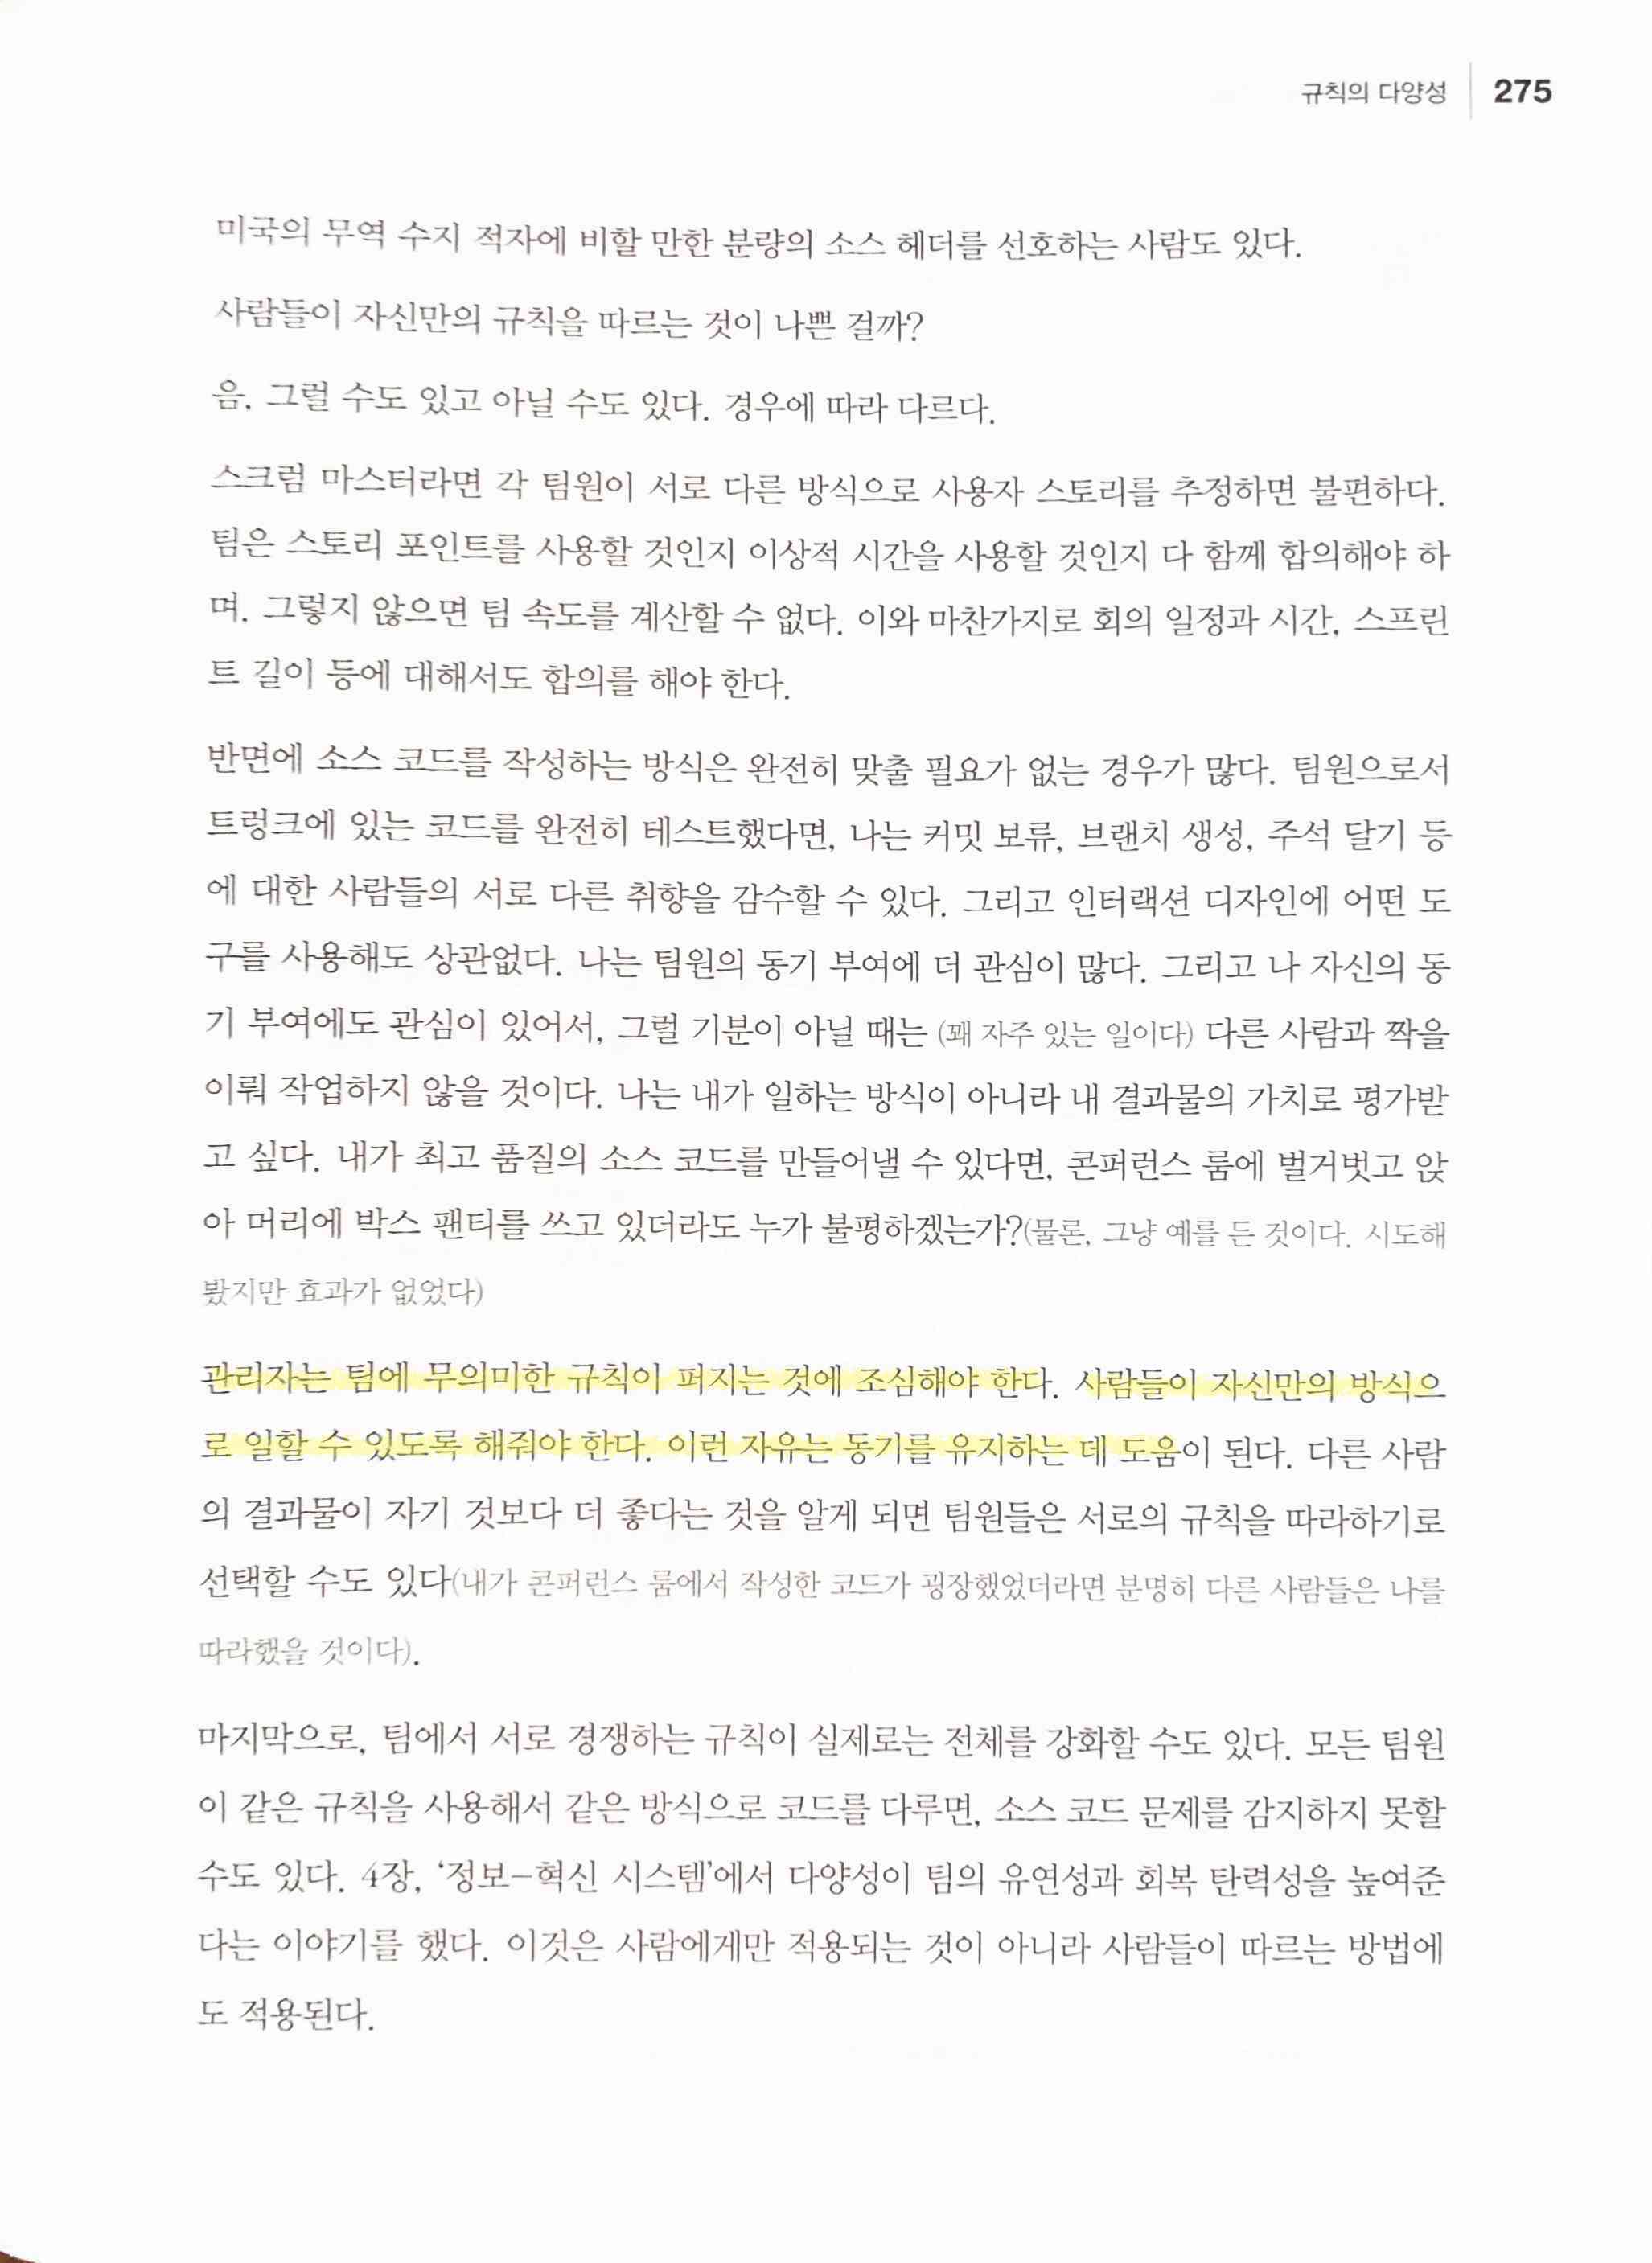 규칙의 다양성 275
미국의 무역 수지 적자에 비할 만한 분량의 소스 헤더를 선호하는 사람도 있다.
사람들이 자신만의 규칙을 따르는 것이 나쁜 걸까?
음, 그럴 수도 있고 아닐 수도 있다. 경우에 따라 다르다.
스크럼 마스터라면 각 팀원이 서로 다른 방식으로 사용자 스토리를 추정하면 불편하다.
팀은 스토리 포인트를 사용할 것인지 이상적 시간을 사용할 것인지 다 함께 합의해야 하
며, 그렇지 않으면 팀 속도를 계산할 수 없다. 이와 마찬가지로 회의 일정과 시간, 스프린
트 길이 등에 대해서도 합의를 해야 한다.
반면에 소스 코드를 작성하는 방식은 완전히 맞출 필요가 없는 경우가 많다. 팀원으로서
트렁크에 있는 코드를 완전히 테스트했다면, 나는 커밋 보류, 브랜치 생성, 주석 달기 등
에 대한 사람들의 서로 다른 취향을 감수할 수 있다. 그리고 인터랙션 디자인에 어떤 도
구를 사용해도 상관없다. 나는 팀원의 동기 부여에 더 관심이 많다. 그리고 나 자신의 동
기 부여에도 관심이 있어서, 그럴 기분이 아닐 때는 (꽤 자주 있는 일이다) 다른 사람과 짝을
이뤄 작업하지 않을 것이다. 나는 내가 일하는 방식이 아니라 내 결과물의 가치로 평가받
고 싶다. 내가 최고 품질의 소스 코드를 만들어낼 수 있다면, 콘퍼런스 룸에 벌거벗고 앉
아 머리에 박스 팬티를 쓰고 있더라도 누가 불평하겠는가?(물론, 그냥 예를 든 것이다. 시도해
봤지만 효과가 없었다)
관리자는 팀에 무의미한 규칙이 퍼지는 것에 조심해야 한다. 사람들이 자신만의 방식으
로 일할 수 있도록 해줘야 한다. 이런 자유는 동기를 유지하는 데 도움이 된다. 다른 사람
의 결과물이 자기 것보다 더 좋다는 것을 알게 되면 팀원들은 서로의 규칙을 따라하기로
선택할 수도 있다(내가 콘퍼런스 룸에서 작성한 코드가 굉장했었더라면 분명히 다른 사람들은 나를
따라했을 것이다).
마지막으로, 팀에서 서로 경쟁하는 규칙이 실제로는 전체를 강화할 수도 있다. 모든 팀원
이 같은 규칙을 사용해서 같은 방식으로 코드를 다루면, 소스 코드 문제를 감지하지 못할
수도 있다. 4장, ‘정보-혁신 시스템’에서 다양성이 팀의 유연성과 회복 탄력성을 높여준
다는 이야기를 했다. 이것은 사람에게만 적용되는 것이 아니라 사람들이 따르는 방법에
도 적용된다.